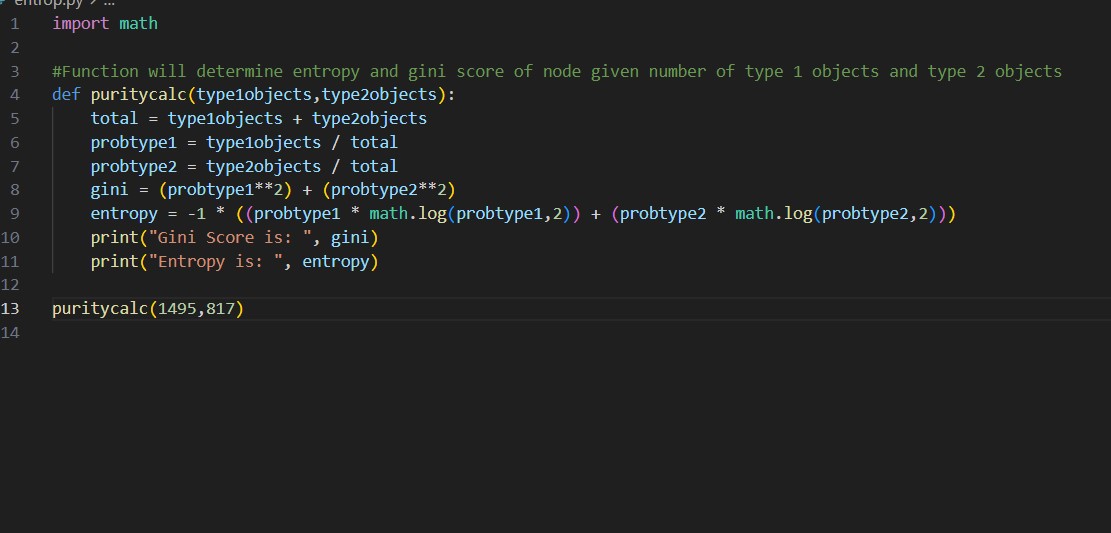 entrop.py > ...
1 import math
2
3 #Function will determine entropy and gini score of node given number of type 1 objects and type 2 objects
4 def puritycalc(type1objects,type2objects):
5     total = type1objects + type2objects
6     probtype1 = type1objects / total
7     probtype2 = type2objects / total
8     gini = (probtype1**2) + (probtype2**2)
9     entropy = -1 * ((probtype1 * math.log(probtype1,2)) + (probtype2 * math.log(probtype2,2)))
10     print("Gini Score is: ", gini)
11     print("Entropy is: ", entropy)
12
13 puritycalc(1495,817)
14